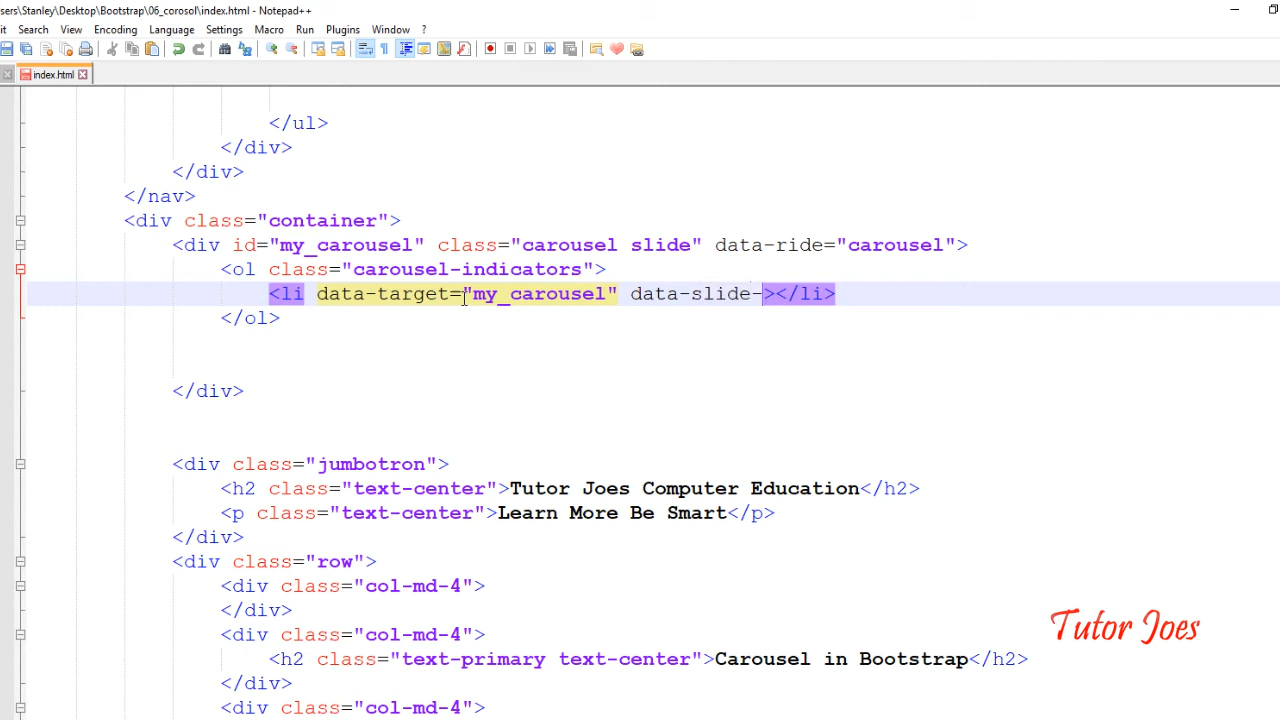 sers\Stanley\Desktop\Bootstrap\06_corosol\index.html - Notepad++
it Search View Encoding Language Settings Macro Run Plugins Window ?
index.html
</ul>
</div>
</div>
</nav>
<div class="container">
<div id="my_carousel" class="carousel slide" data-ride="carousel">
<ol class="carousel-indicators">
<li data-target="my_carousel" data-slide-></li>
</ol>
</div>
<div class="jumbotron">
<h2 class="text-center">Tutor Joes Computer Education</h2>
<p class="text-center">Learn More Be Smart</p>
</div>
<div class="row">
<div class="col-md-4">
</div>
<div class="col-md-4">
<h2 class="text-primary text-center">Carousel in Bootstrap</h2>
</div>
<div class="col-md-4">
Tutor Joes